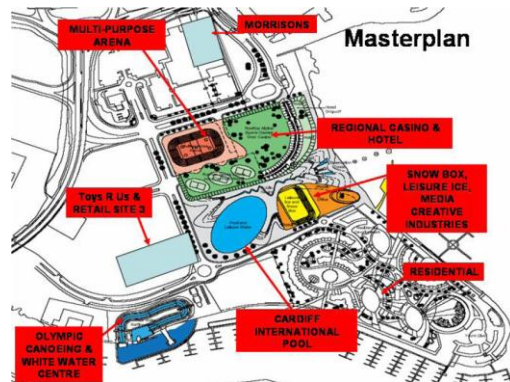 MULTI-PURPOSE
ARENA
MORRISONS
Masterplan
REGIONAL CASINO &
HOTEL
SNOW BOX,
LEISURE ICE,
MEDIA
CREATIVE
INDUSTRIES
Toys R Us &
RETAIL SITE 3
RESIDENTIAL
CARDIFF
INTERNATIONAL
POOL
OLYMPIC
CANOEING &
WHITE WATER
CENTRE